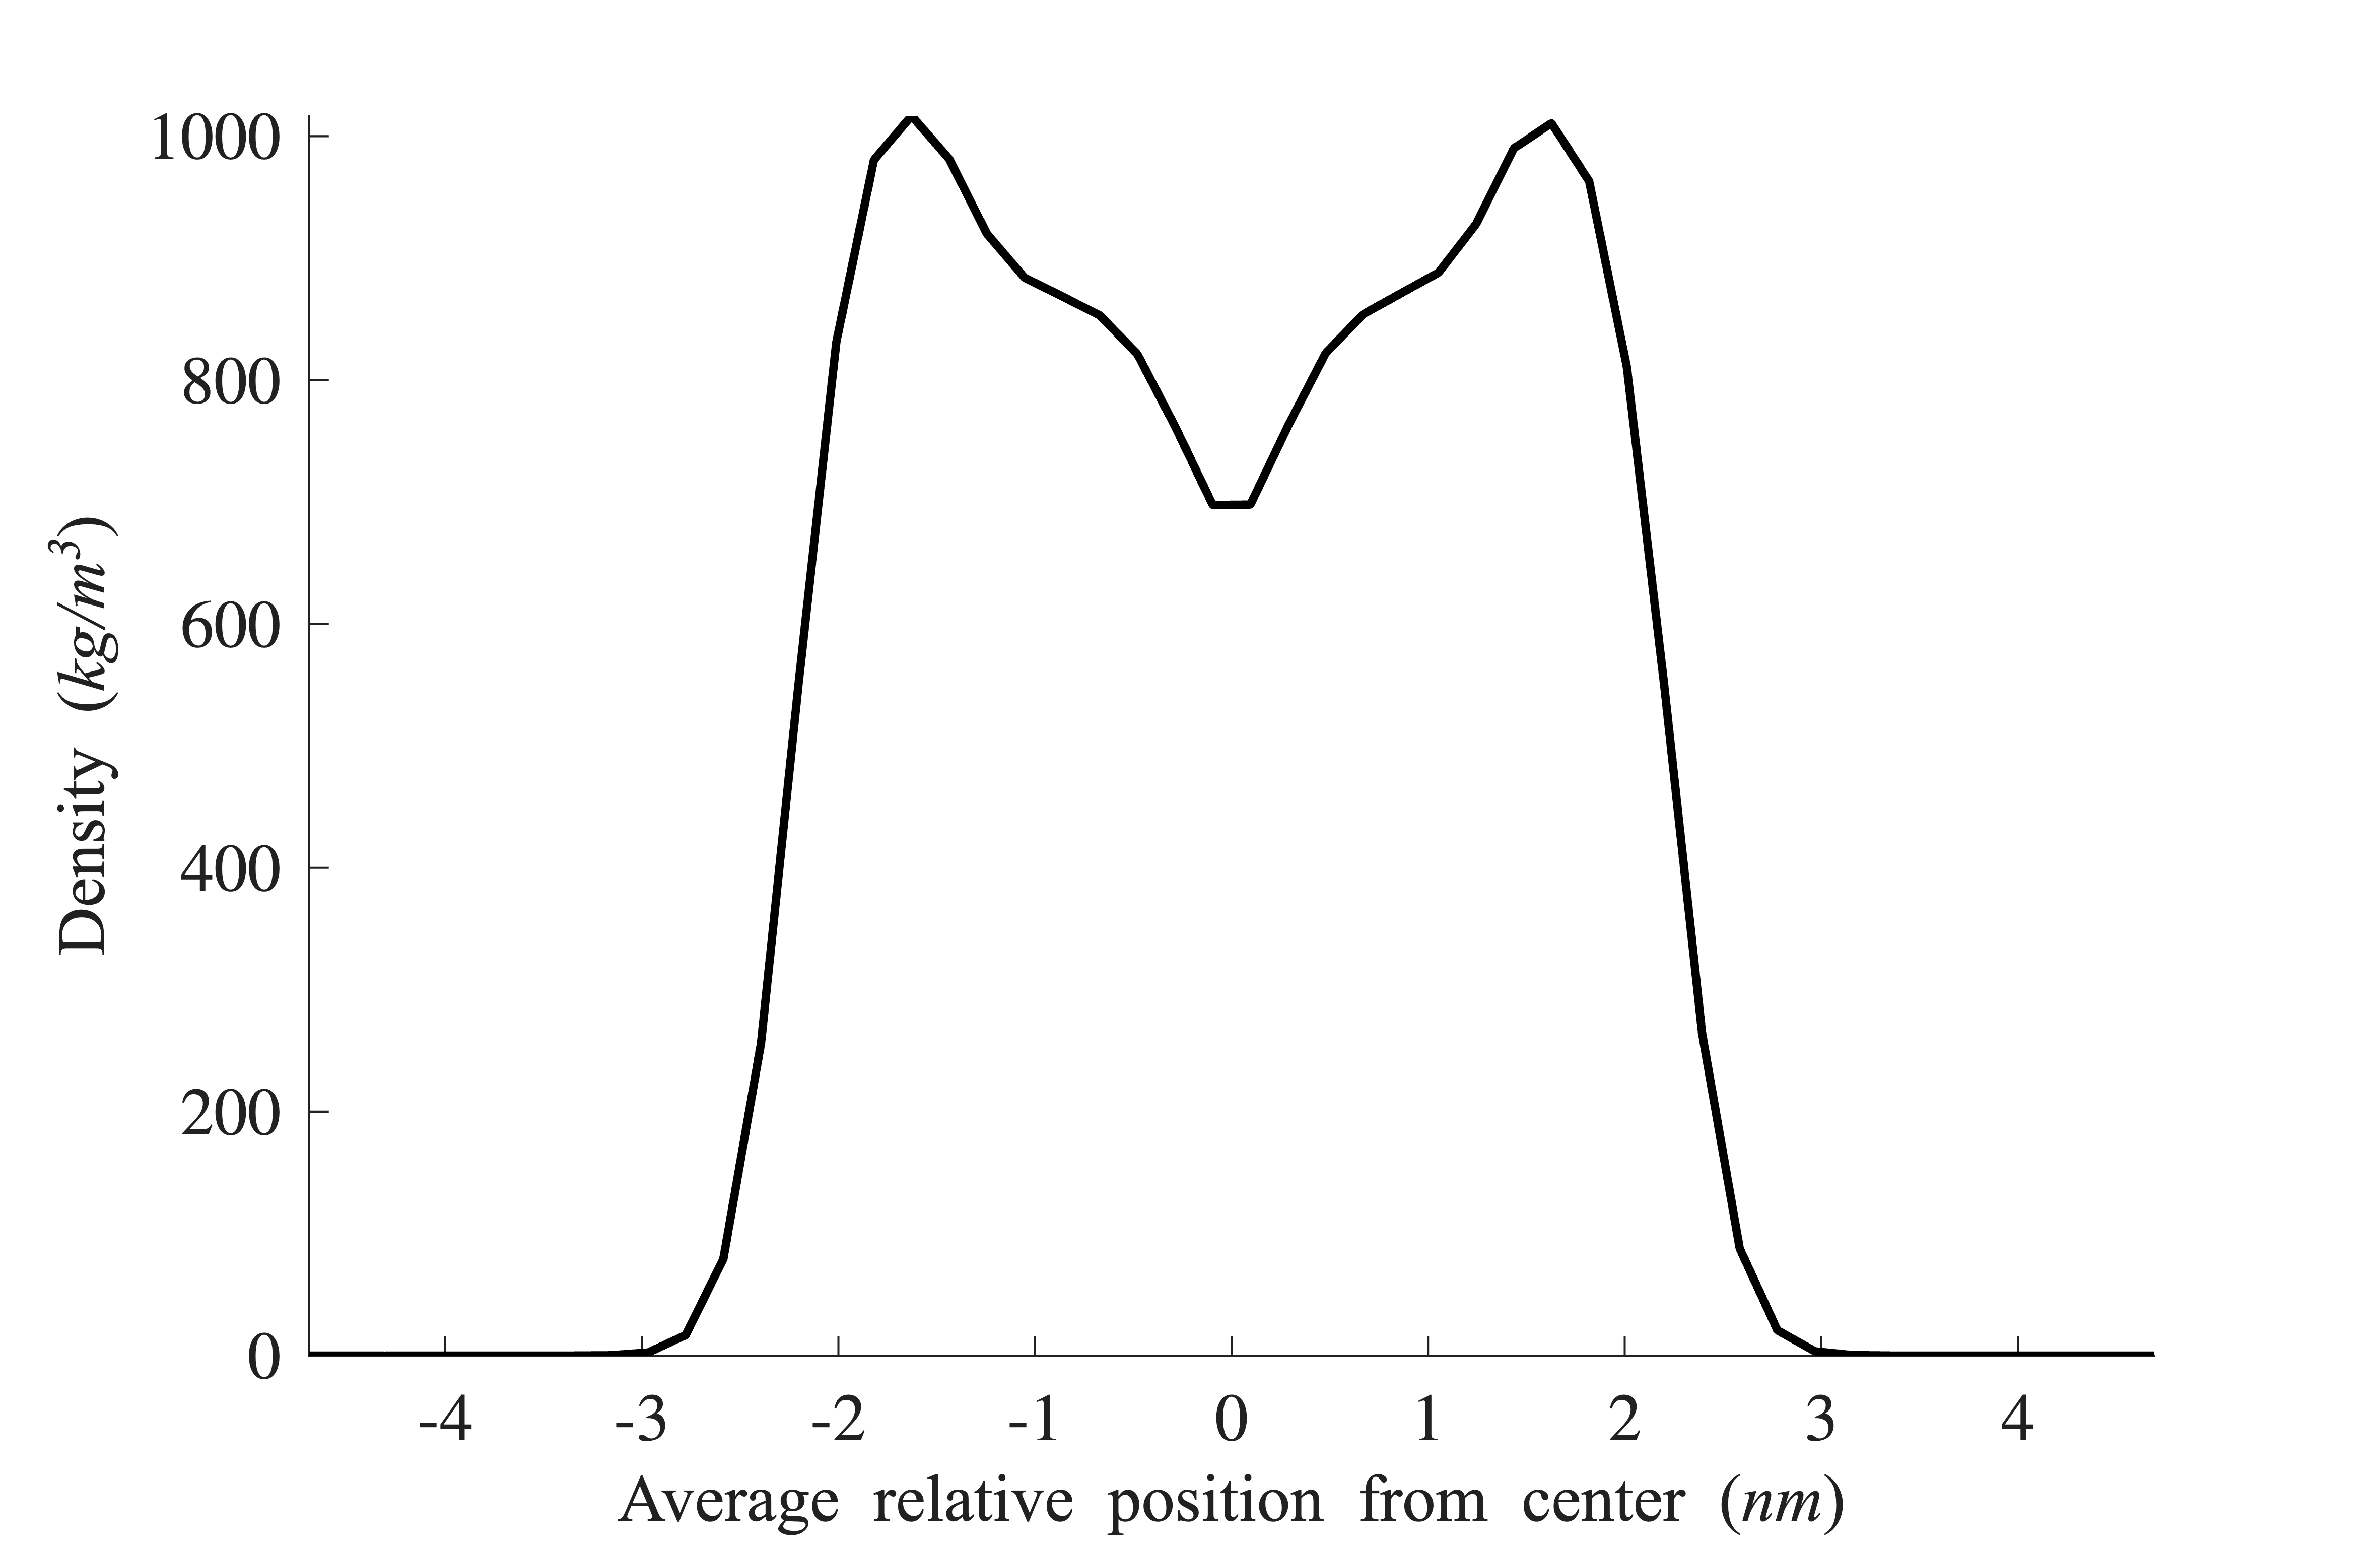 1000
800
600
400
200
0
Density (kg/m³)
-4 -3 -2 -1 0 1 2 3 4
Average relative position from center (nm)